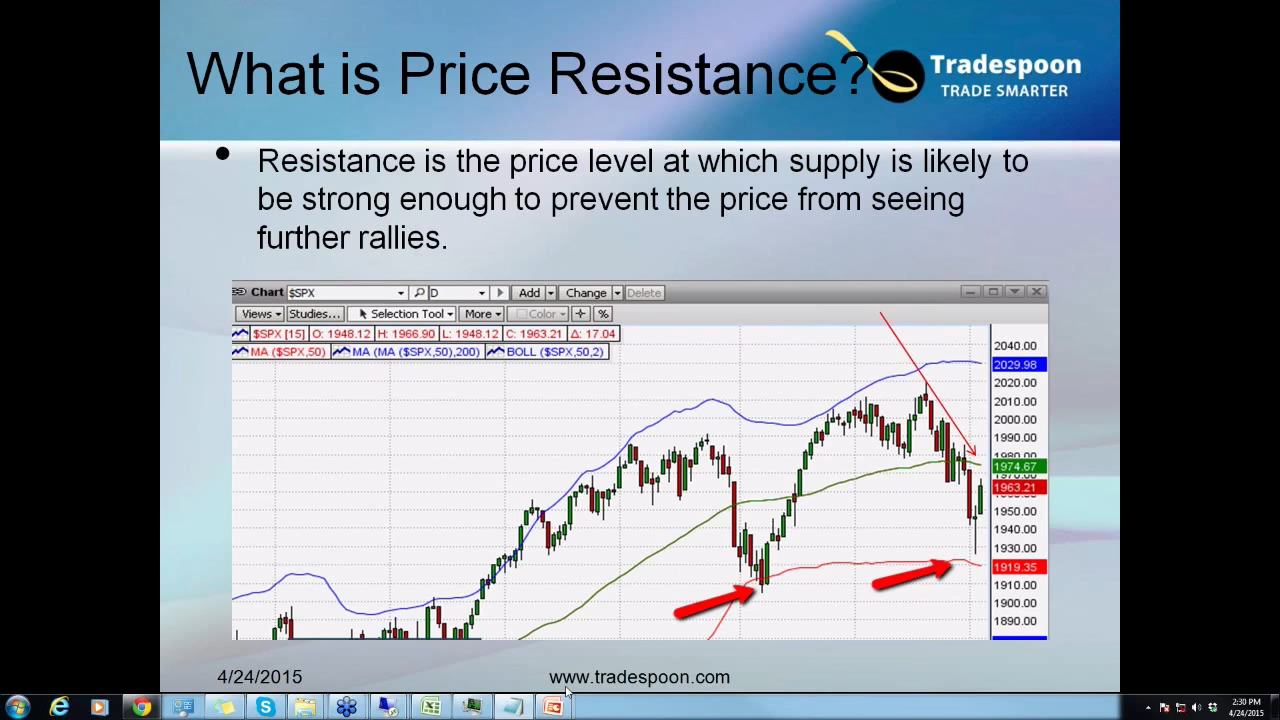 What is Price Resistance?
Tradespoon
TRADE SMARTER
• Resistance is the price level at which supply is likely to
be strong enough to prevent the price from seeing
further rallies.
Chart $SPX D Add Change Delete
Views Studies... Selection Tool More Color %
$SPX [15] O: 1948.12 H: 1966.90 L: 1948.12 C: 1963.21 Δ: 17.04
MA ($SPX,50) MA (MA ($SPX,50),200) BOLL ($SPX,50,2)
2040.00
2029.98
2020.00
2010.00
2000.00
1990.00
1980.00
1974.67
1963.21
1950.00
1940.00
1930.00
1919.35
1910.00
1900.00
1890.00
4/24/2015 www.tradespoon.com
2:30 PM
4/24/2015